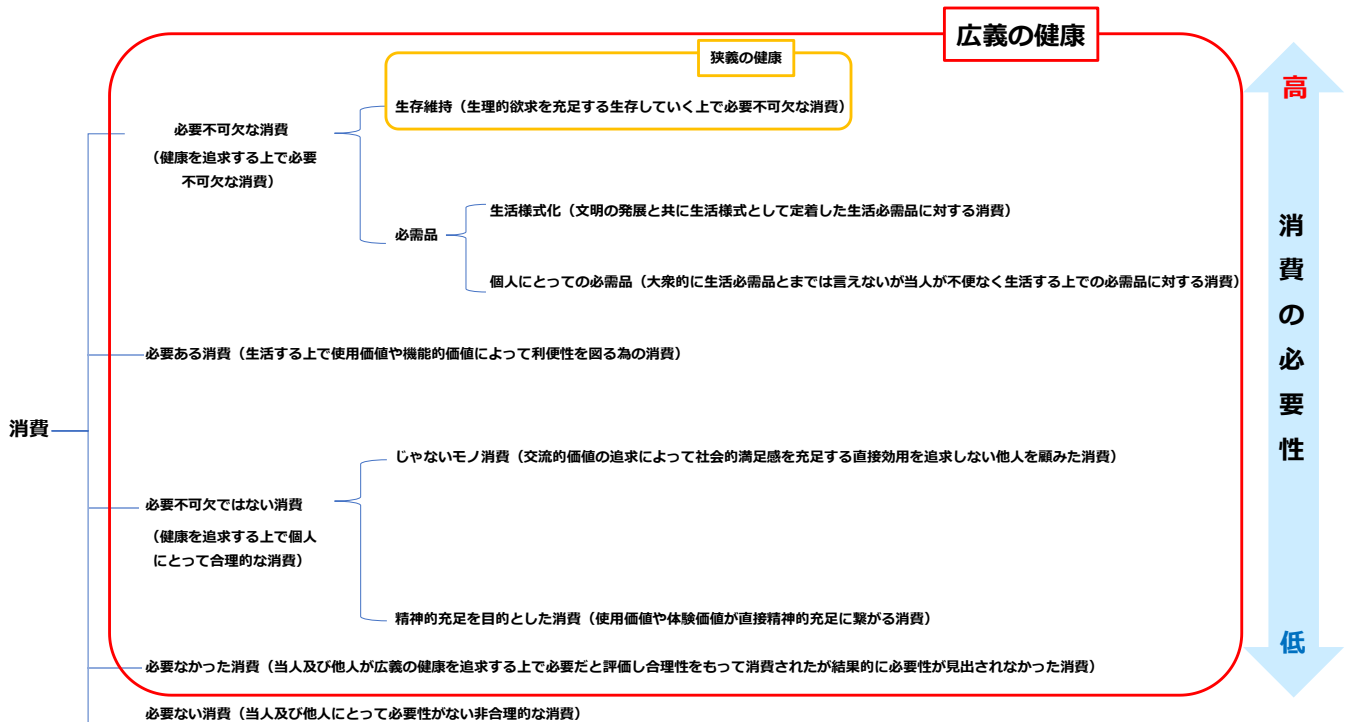 広義の健康
狭義の健康
高
生存維持（生理的欲求を充足する生存していく上で必要不可欠な消費）
必要不可欠な消費
（健康を追求する上で必要
不可欠な消費）
生活様式化（文明の発展と共に生活様式として定着した生活必需品に対する消費）
必需品
個人にとっての必需品（大衆的に生活必需品とまでは言えないが当人が不便なく生活する上での必需品に対する消費）
消費の必要性
必要ある消費（生活する上で使用価値や機能的価値によって利便性を図る為の消費）
消費
じゃないモノ消費（交流的価値の追求によって社会的満足感を充足する直接効用を追求しない他人を顧みた消費）
必要不可欠ではない消費
（健康を追求する上で個人
にとって合理的な消費）
精神的充足を目的とした消費（使用価値や体験価値が直接精神的充足に繋がる消費）
低
必要なかった消費（当人及び他人が広義の健康を追求する上で必要だと評価し合理性をもって消費されたが結果的に必要性が見出されなかった消費）
必要ない消費（当人及び他人にとって必要性がない非合理的な消費）